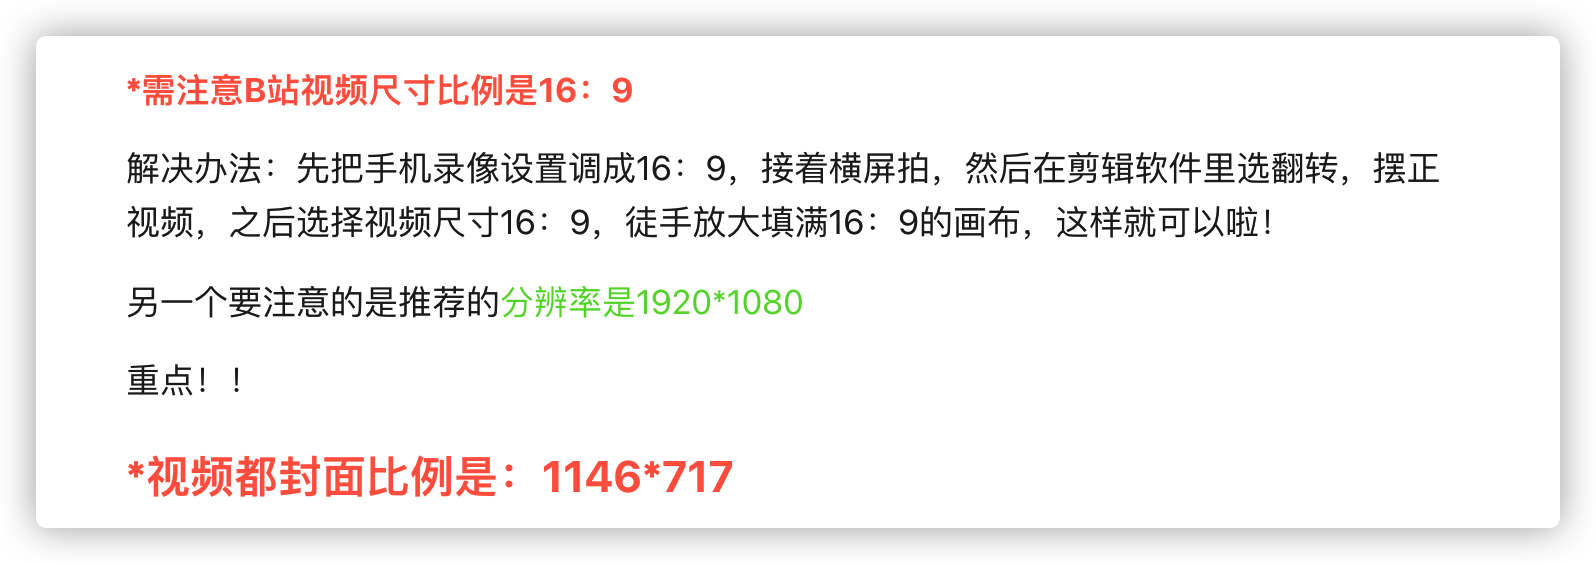 *需注意B站视频尺寸比例是16：9
解决办法：先把手机录像设置调成16：9，接着横屏拍，然后在剪辑软件里选翻转，摆正
视频，之后选择视频尺寸16：9，徒手放大填满16：9的画布，这样就可以啦！
另一个要注意的是推荐的分辨率是1920*1080
重点！！
*视频都封面比例是：1146*717